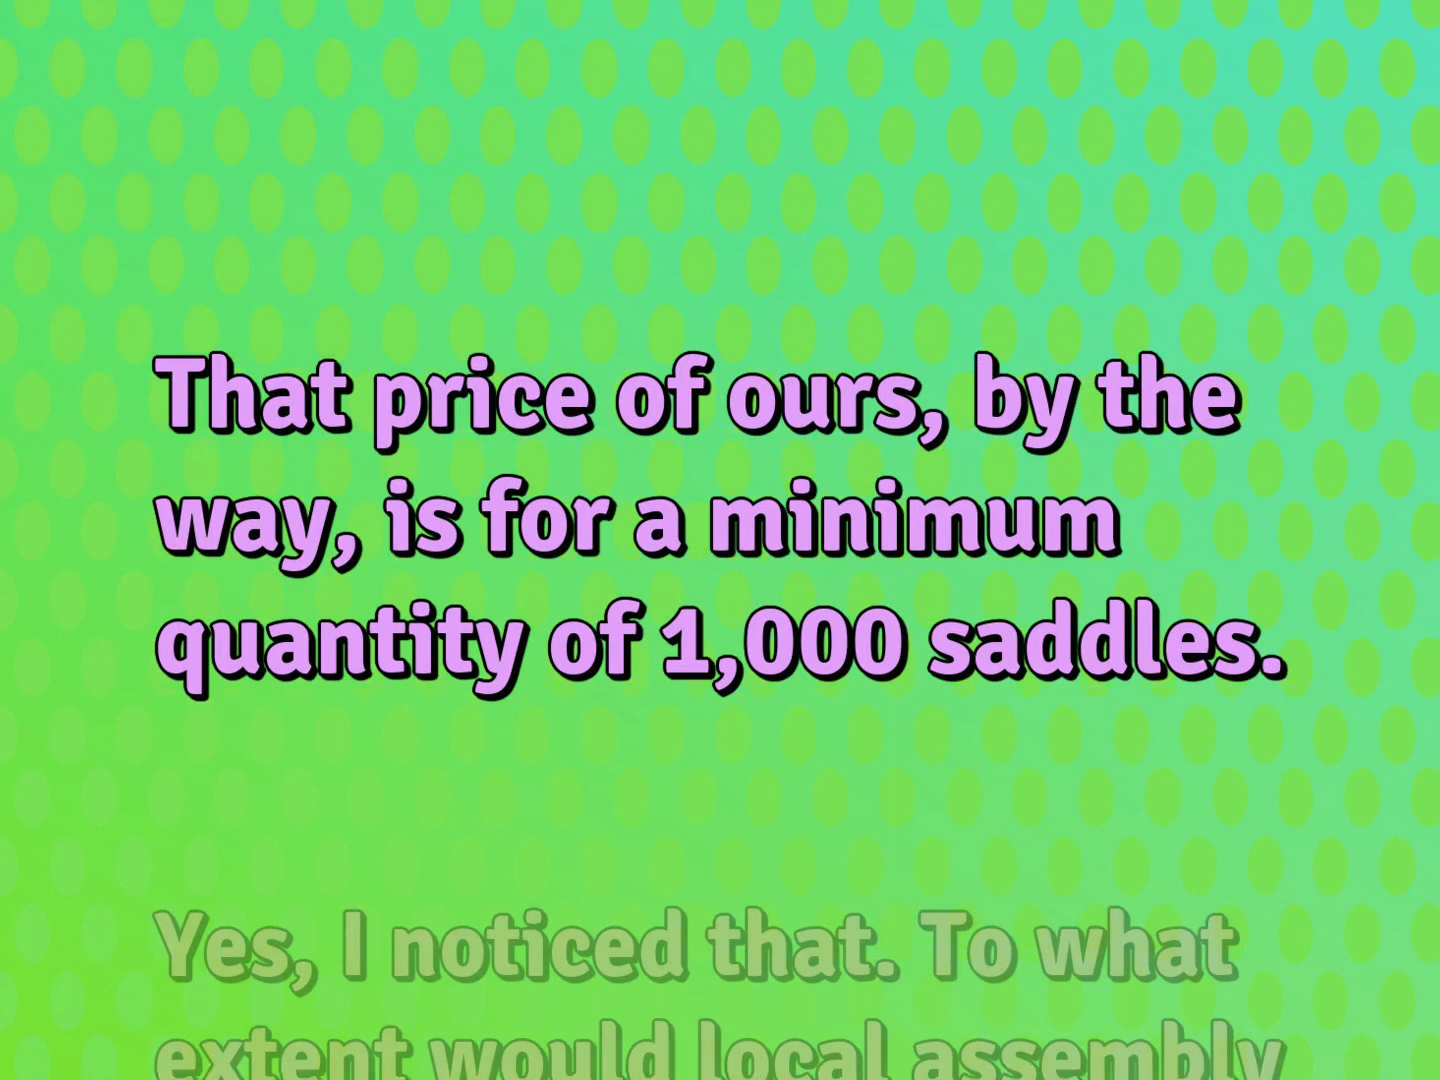 That price of ours, by the
way, is for a minimum
quantity of 1,000 saddles.
Yes, I noticed that. To what
extent would local assembly